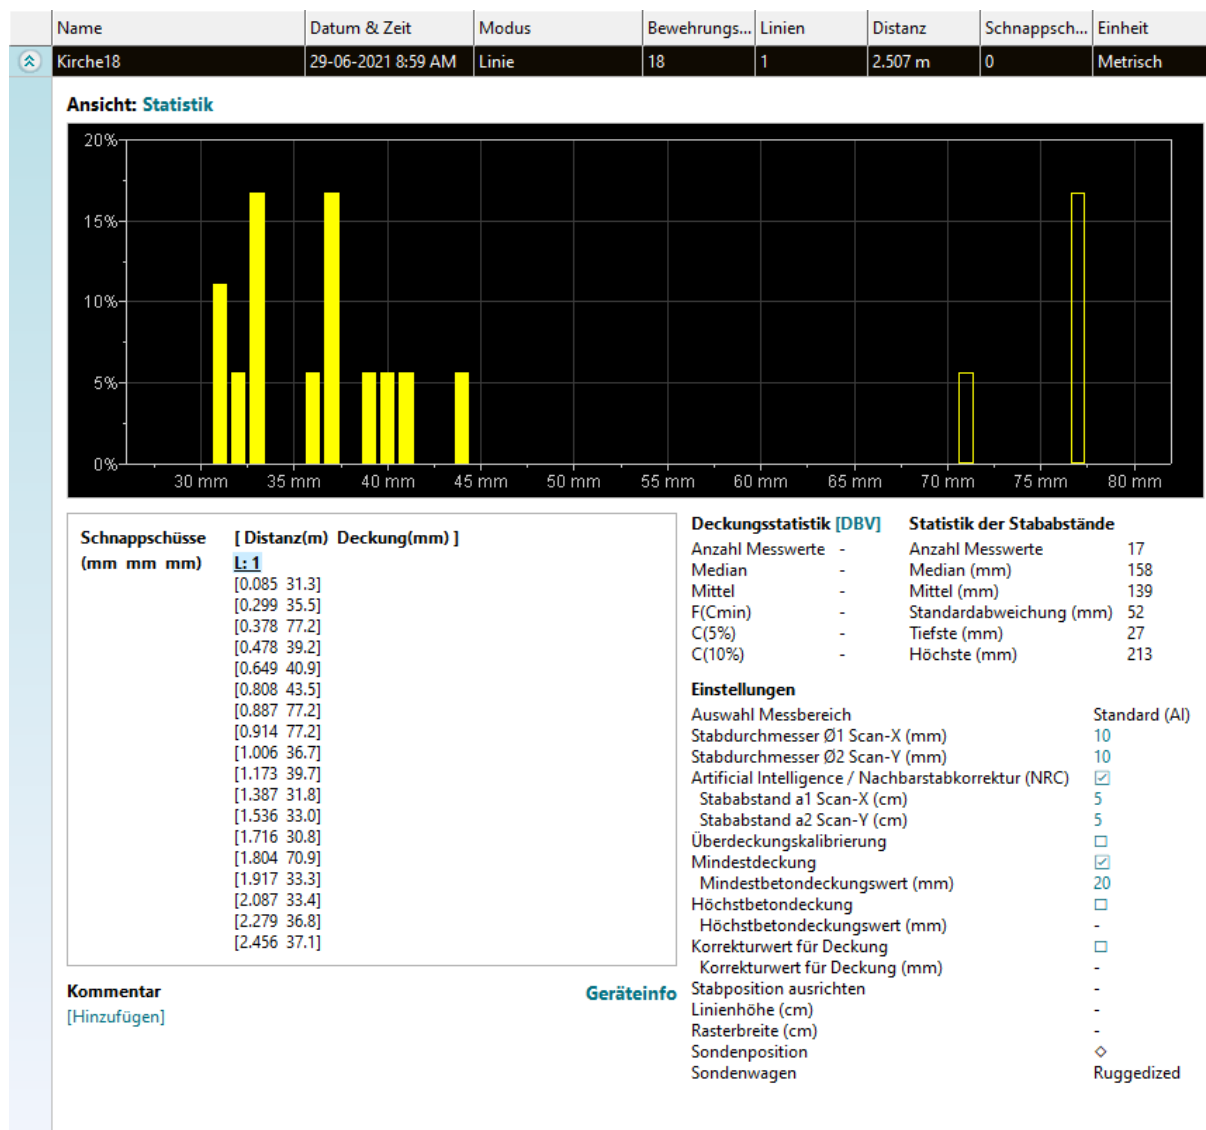 Name Datum & Zeit Modus Bewehrungs... Linien Distanz Schnappsch... Einheit
Kirche18 29-06-2021 8:59 AM Linie 18 1 2.507 m 0 Metrisch
Ansicht: Statistik
20%
15%
10%
5%
0%
30 mm 35 mm 40 mm 45 mm 50 mm 55 mm 60 mm 65 mm 70 mm 75 mm 80 mm
Schnappschüsse [ Distanz(m) Deckung(mm) ]
(mm mm mm) L: 1
[0.085 31.3]
[0.299 35.5]
[0.378 77.2]
[0.478 39.2]
[0.649 40.9]
[0.808 43.5]
[0.887 77.2]
[0.914 77.2]
[1.006 36.7]
[1.173 39.7]
[1.387 31.8]
[1.536 33.0]
[1.716 30.8]
[1.804 70.9]
[1.917 33.3]
[2.087 33.4]
[2.279 36.8]
[2.456 37.1]
Kommentar Geräteinfo
[Hinzufügen]
Deckungsstatistik [DBV]
Anzahl Messwerte -
Median -
Mittel -
F(Cmin) -
C(5%) -
C(10%) -
Statistik der Stababstände
Anzahl Messwerte 17
Median (mm) 158
Mittel (mm) 139
Standardabweichung (mm) 52
Tiefste (mm) 27
Höchste (mm) 213
Einstellungen
Auswahl Messbereich Standard (AI)
Stabdurchmesser Ø1 Scan-X (mm) 10
Stabdurchmesser Ø2 Scan-Y (mm) 10
Artificial Intelligence / Nachbarstabkorrektur (NRC)
Stababstand a1 Scan-X (cm) 5
Stababstand a2 Scan-Y (cm) 5
Überdeckungskalibrierung
Mindestdeckung
Mindestbetondeckungswert (mm) 20
Höchstbetondeckung
Höchstbetondeckungswert (mm) -
Korrekturwert für Deckung
Korrekturwert für Deckung (mm) -
Stabposition ausrichten -
Linienhöhe (cm) -
Rasterbreite (cm) -
Sondenposition
Sondenwagen Ruggedized